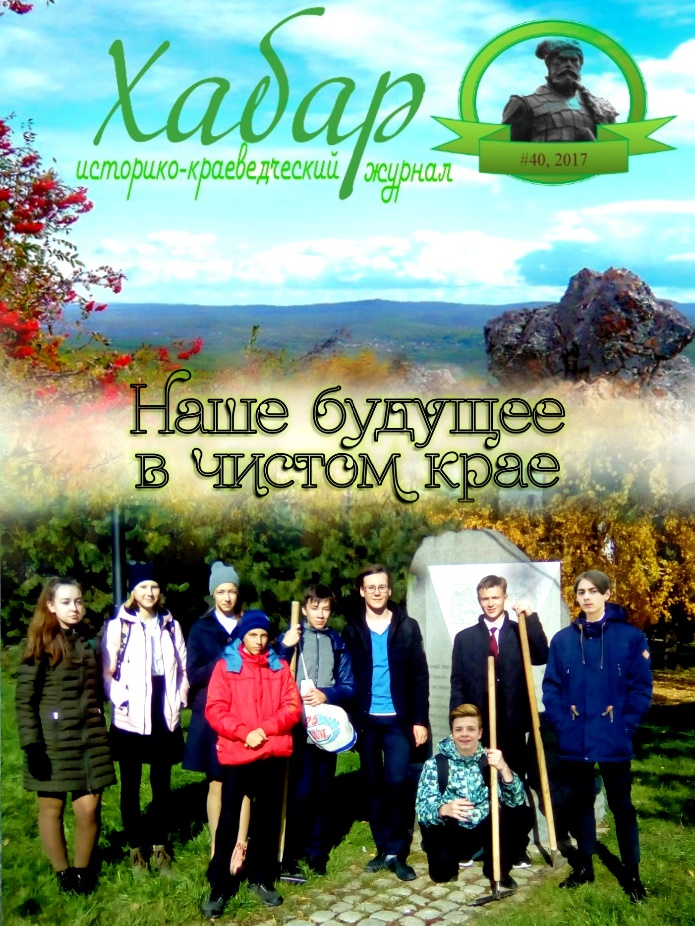 Хабар
историко-краеведческий журнал
#40, 2017
Наше будущее
в чистом крае